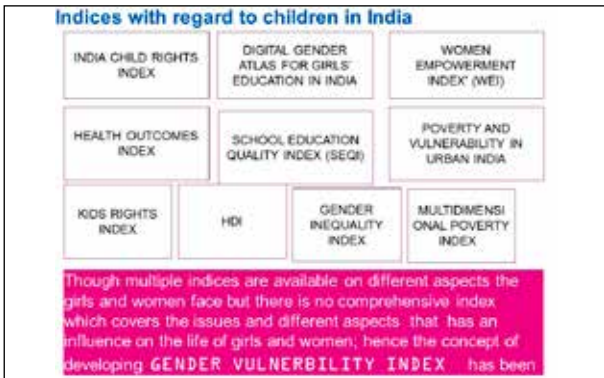 Indices with regard to children in India
INDIA CHILD RIGHTS
INDEX
DIGITAL GENDER
ATLAS FOR GIRLS'
EDUCATION IN INDIA
WOMEN
EMPOWERMENT
INDEX' (WEI)
HEALTH OUTCOMES
INDEX
SCHOOL EDUCATION
QUALITY INDEX (SEQI)
POVERTY AND
VULNERABILITY IN
URBAN INDIA
KIDS RIGHTS
INDEX
HDI
GENDER
INEQUALITY
INDEX
MULTIDIMENSI
ONAL POVERTY
INDEX
Though multiple indices are available on different aspects the
girls and women face but there is no comprehensive index
which covers the issues and different aspects that has an
influence on the life of girls and women; hence the concept of
developing GENDER VULNERBILITY INDEX has been